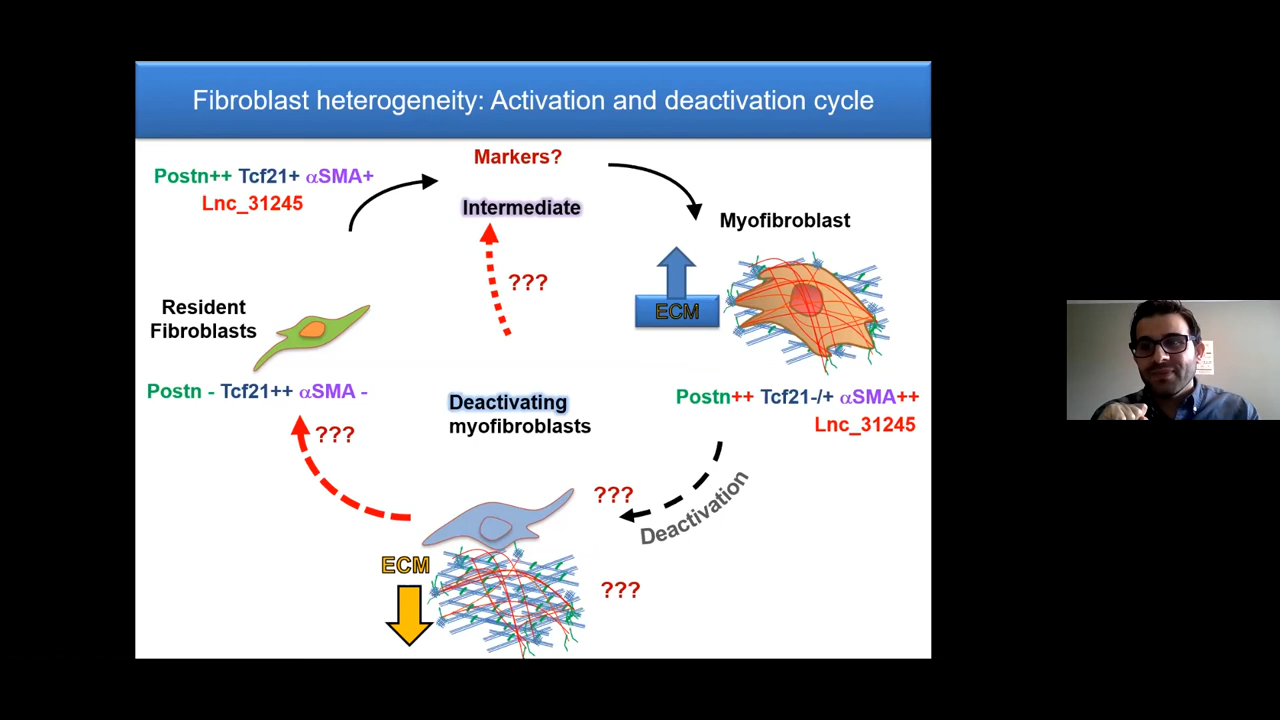 Fibroblast heterogeneity: Activation and deactivation cycle
Markers?
Postn++ Tcf21+ αSMA+
Lnc_31245
Intermediate
Myofibroblast
???
ECM
Resident
Fibroblasts
Postn - Tcf21++ αSMA -
Deactivating
myofibroblasts
Postn++ Tcf21-/+ αSMA++
Lnc_31245
???
???
Deactivation
ECM
???